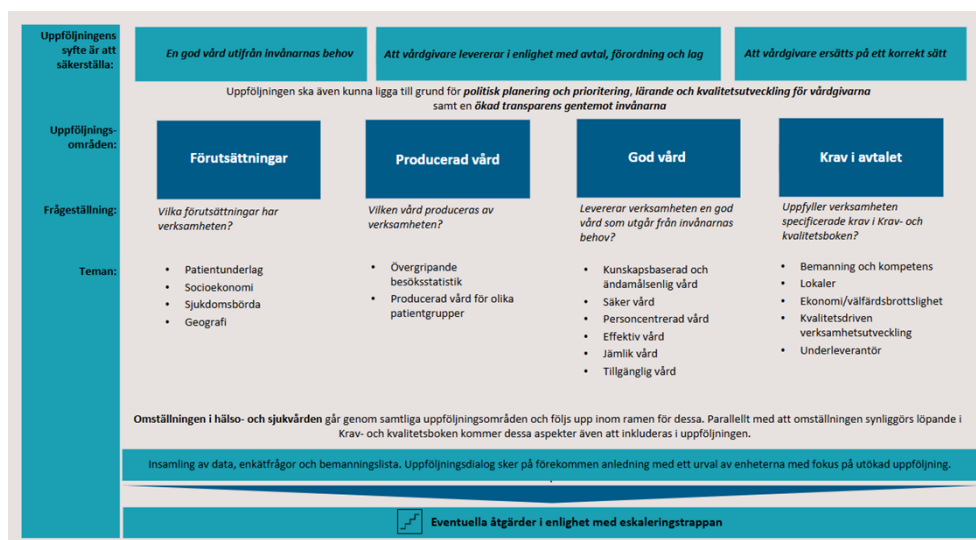 Uppföljningens
syfte är att
säkerställa:
En god vård utifrån invånarnas behov
Att vårdgivare levererar i enlighet med avtal, förordning och lag
Att vårdgivare ersätts på ett korrekt sätt
Uppföljningen ska även kunna ligga till grund för politisk planering och prioritering, lärande och kvalitetsutveckling för vårdgivarna
samt en ökad transparens gentemot invånarna
Uppföljnings-
områden:
Förutsättningar
Producerad vård
God vård
Krav i avtalet
Frågeställning:
Vilka förutsättningar har
verksamheten?
Vilken vård produceras av
verksamheten?
Levererar verksamheten en god
vård som utgår från invånarnas
behov?
Uppfyller verksamheten
specificerade krav i Krav- och
kvalitetsboken?
Teman:
• Patientunderlag
• Socioekonomi
• Sjukdomsbörda
• Geografi
• Övergripande
besöksstatistik
• Producerad vård för olika
patientgrupper
• Kunskapsbaserad och
ändamålsenlig vård
• Säker vård
• Personcentrerad vård
• Effektiv vård
• Jämlik vård
• Tillgänglig vård
• Bemanning och kompetens
• Lokaler
• Ekonomi/välfärdsbrottslighet
• Kvalitetsdriven
verksamhetsutveckling
• Underleverantör
Omställningen i hälso- och sjukvården går genom samtliga uppföljningsområden och följs upp inom ramen för dessa. Parallellt med att omställningen synliggörs löpande i
Krav- och kvalitetsboken kommer dessa aspekter även att inkluderas i uppföljningen.
Insamling av data, enkätfrågor och bemanningslista. Uppföljningsdialog sker på förekommen anledning med ett urval av enheterna med fokus på utökad uppföljning.
Eventuella åtgärder i enlighet med eskaleringstrappan